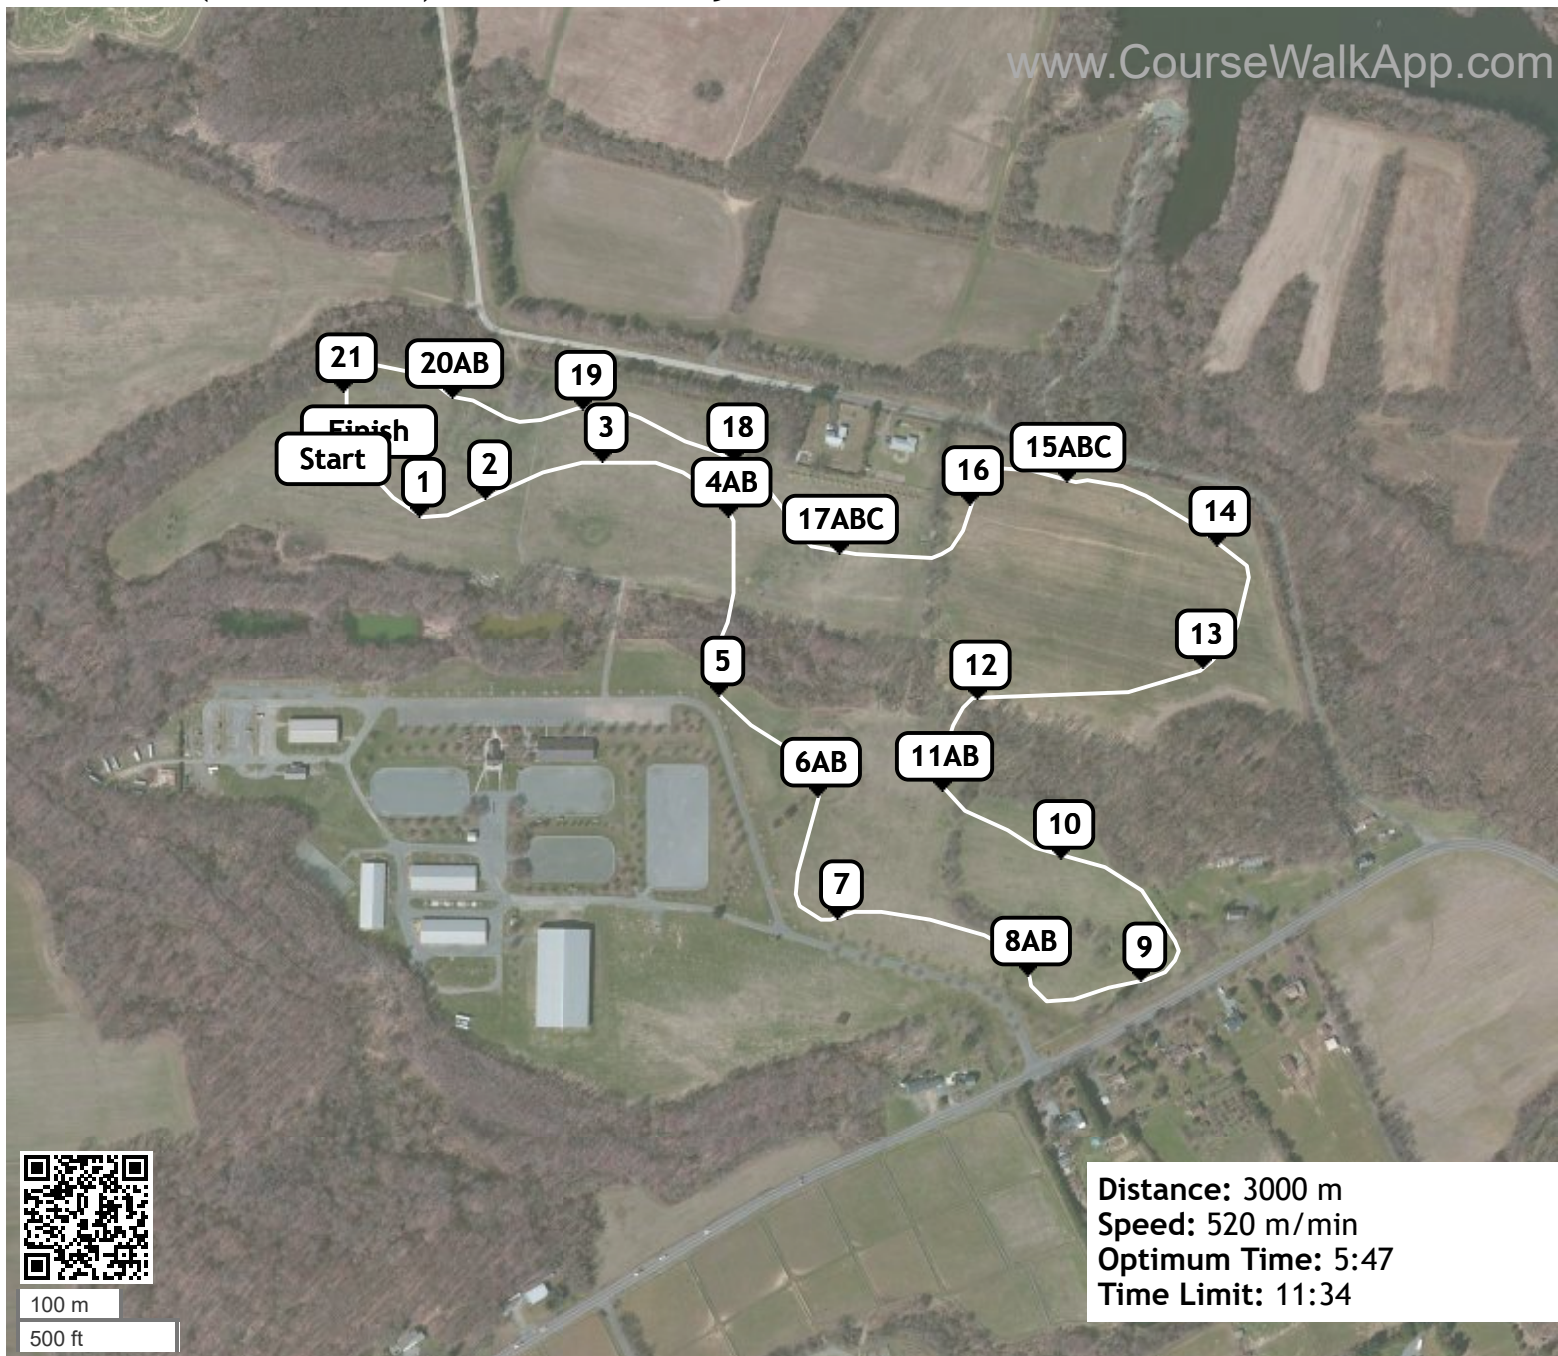 www.CourseWalkApp.com
21
20AB
19
3
18
Finish
Start
1
2
4AB
17ABC
16
15ABC
14
13
12
5
6AB
11AB
10
7
8AB
9
Distance: 3000 m
Speed: 520 m/min
Optimum Time: 5:47
Time Limit: 11:34
100 m
500 ft